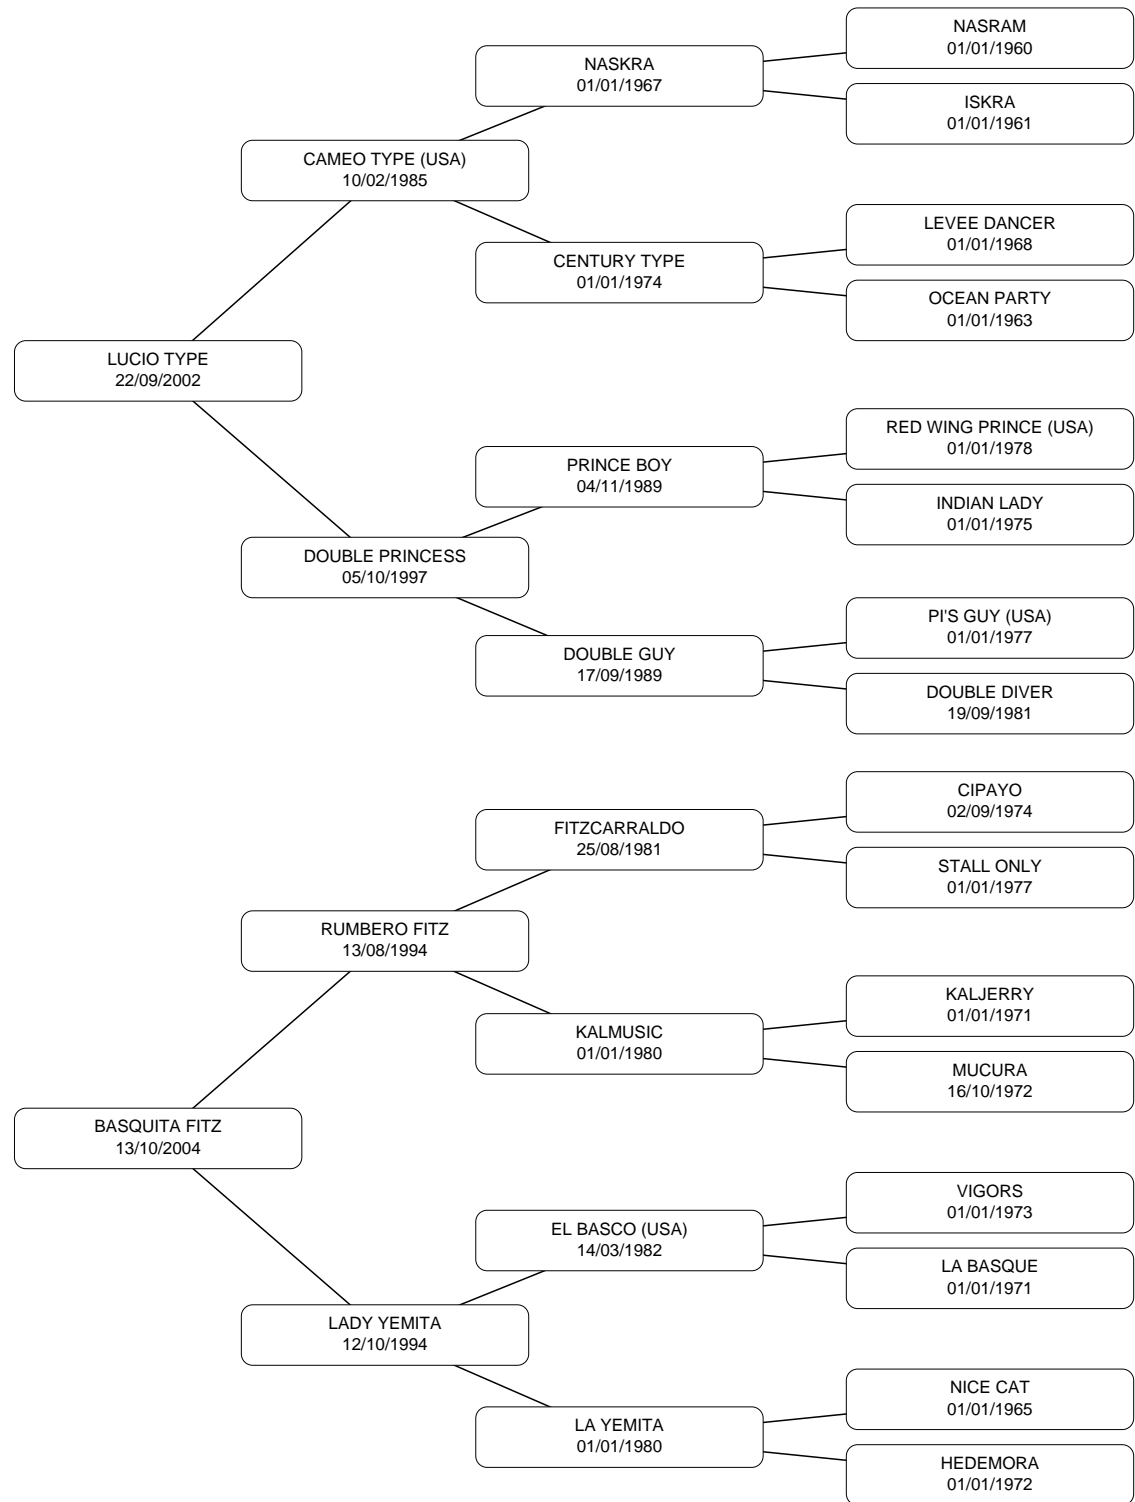 NASRAM
01/01/1960
NASKRA
01/01/1967
ISKRA
01/01/1961
CAMEO TYPE (USA)
10/02/1985
LEVEE DANCER
01/01/1968
CENTURY TYPE
01/01/1974
OCEAN PARTY
01/01/1963
LUCIO TYPE
22/09/2002
RED WING PRINCE (USA)
01/01/1978
PRINCE BOY
04/11/1989
INDIAN LADY
01/01/1975
DOUBLE PRINCESS
05/10/1997
PI'S GUY (USA)
01/01/1977
DOUBLE GUY
17/09/1989
DOUBLE DIVER
19/09/1981
CIPAYO
02/09/1974
FITZCARRALDO
25/08/1981
STALL ONLY
01/01/1977
RUMBERO FITZ
13/08/1994
KALJERRY
01/01/1971
KALMUSIC
01/01/1980
MUCURA
16/10/1972
BASQUITA FITZ
13/10/2004
VIGORS
01/01/1973
EL BASCO (USA)
14/03/1982
LA BASQUE
01/01/1971
LADY YEMITA
12/10/1994
NICE CAT
01/01/1965
LA YEMITA
01/01/1980
HEDEMORA
01/01/1972